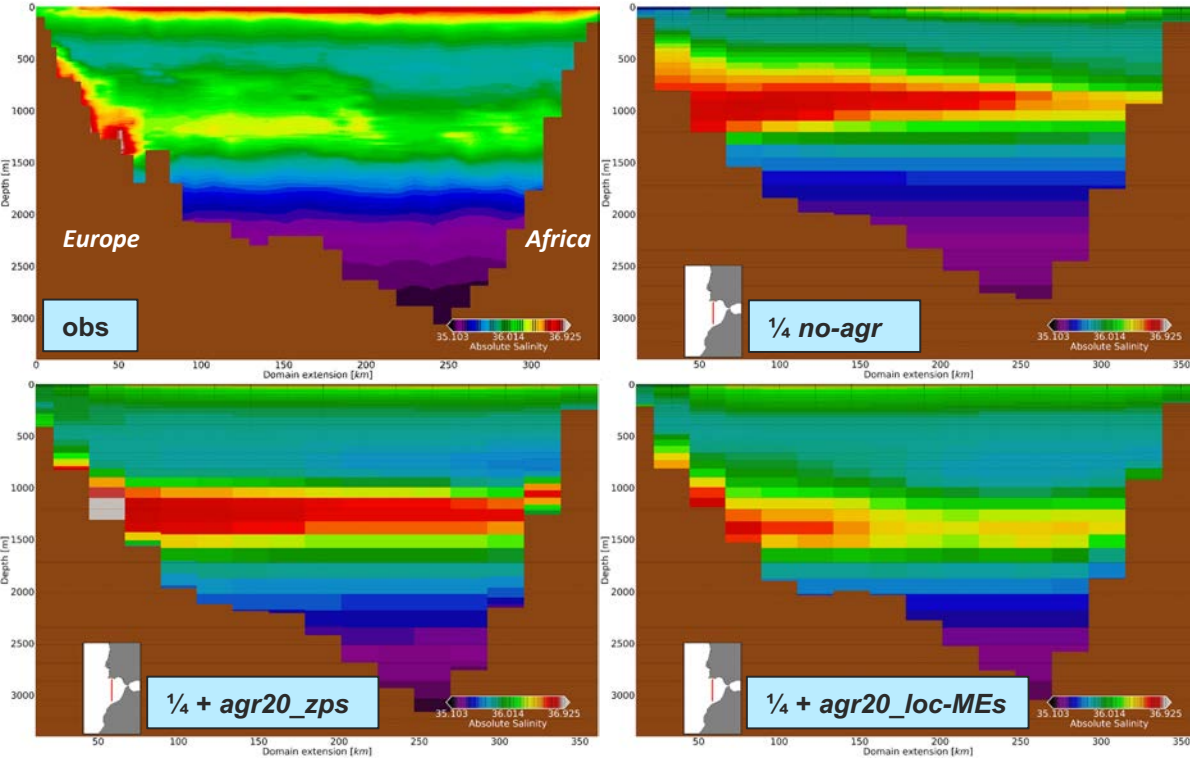 0
500
1000
1500
2000
2500
3000
Depth [m]
Europe
Africa
obs
35.103 36.014 36.925
Absolute Salinity
0 50 100 150 200 250 300
Domain extension [km]
0
500
1000
1500
2000
2500
3000
Depth [m]
¼ no-agr
35.103 36.014 36.925
Absolute Salinity
50 100 150 200 250 300 350
Domain extension [km]
0
500
1000
1500
2000
2500
3000
Depth [m]
¼ + agr20_zps
35.103 36.014 36.925
Absolute Salinity
50 100 150 200 250 300 350
Domain extension [km]
0
500
1000
1500
2000
2500
3000
Depth [m]
¼ + agr20_loc-MEs
35.103 36.014 36.925
Absolute Salinity
50 100 150 200 250 300 350
Domain extension [km]